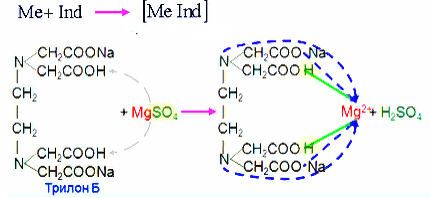 Me+ Ind [Me Ind]
CH₂COONa CH₂COO Na
N N
CH₂COOH CH₂COO H
CH₂ CH₂
+ MgSO₄ Mg²⁺ + H₂SO₄
CH₂ CH₂
CH₂COOH CH₂COO H
N N
CH₂COONa CH₂COO Na
Трилон Б